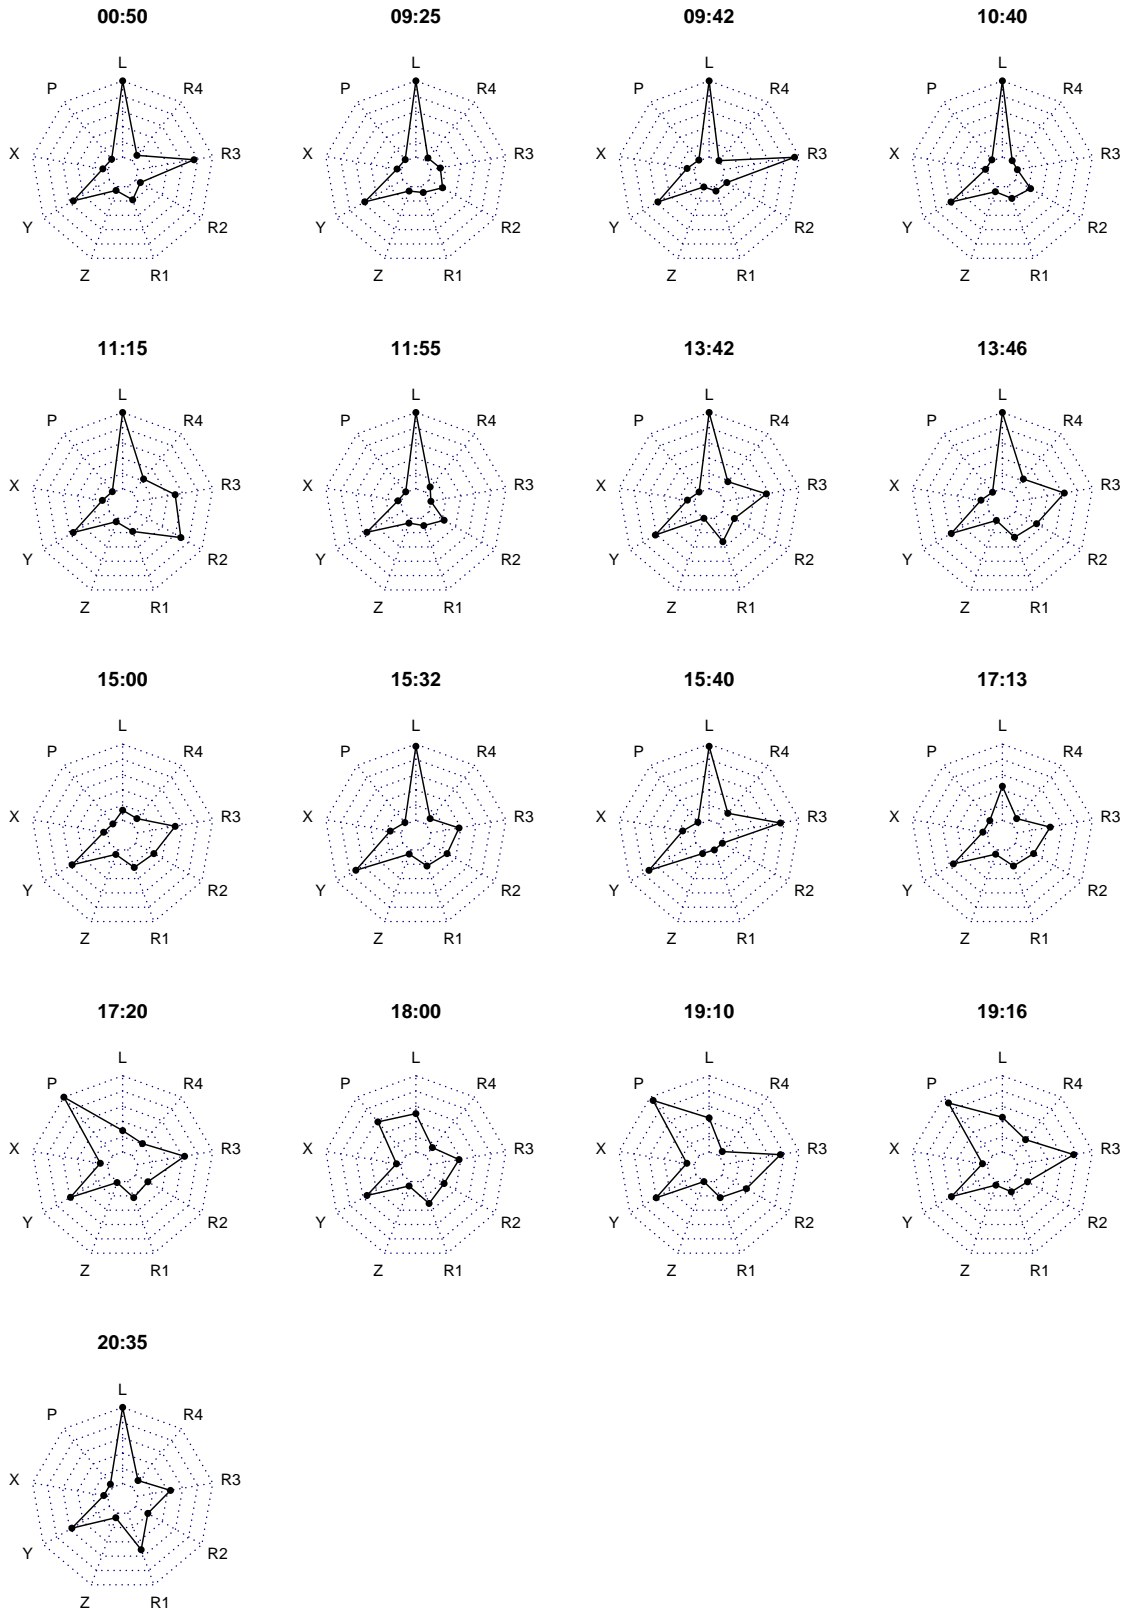 00:50 09:25 09:42 10:40
L L L L
P R4 P R4 P R4 P R4
X R3 X R3 X R3 X R3
Y R2 Y R2 Y R2 Y R2
Z R1 Z R1 Z R1 Z R1
11:15 11:55 13:42 13:46
L L L L
P R4 P R4 P R4 P R4
X R3 X R3 X R3 X R3
Y R2 Y R2 Y R2 Y R2
Z R1 Z R1 Z R1 Z R1
15:00 15:32 15:40 17:13
L L L L
P R4 P R4 P R4 P R4
X R3 X R3 X R3 X R3
Y R2 Y R2 Y R2 Y R2
Z R1 Z R1 Z R1 Z R1
17:20 18:00 19:10 19:16
L L L L
P R4 P R4 P R4 P R4
X R3 X R3 X R3 X R3
Y R2 Y R2 Y R2 Y R2
Z R1 Z R1 Z R1 Z R1
20:35
L
P R4
X R3
Y R2
Z R1